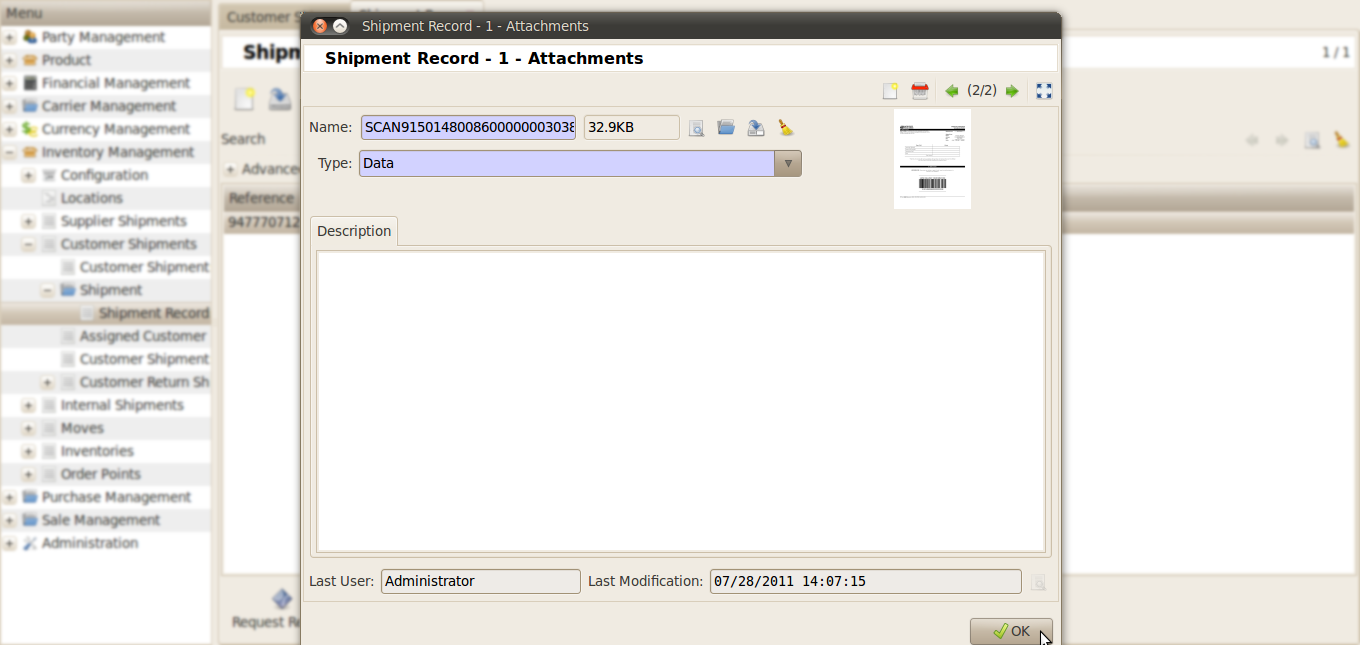 Menu
Party Management
Product
Financial Management
Carrier Management
Currency Management
Inventory Management
Configuration
Locations
Supplier Shipments
Customer Shipments
Customer Shipment
Shipment
Shipment Record
Assigned Customer
Customer Shipment
Customer Return Sh
Internal Shipments
Moves
Inventories
Order Points
Purchase Management
Sale Management
Administration
Customer S
Shipm
1 / 1
Search
Advance
Reference
947770712
Request R
Shipment Record - 1 - Attachments
Shipment Record - 1 - Attachments
(2/2)
Name: 32.9KB
Type: Data
Description
Last User: Administrator Last Modification: 07/28/2011 14:07:15
OK